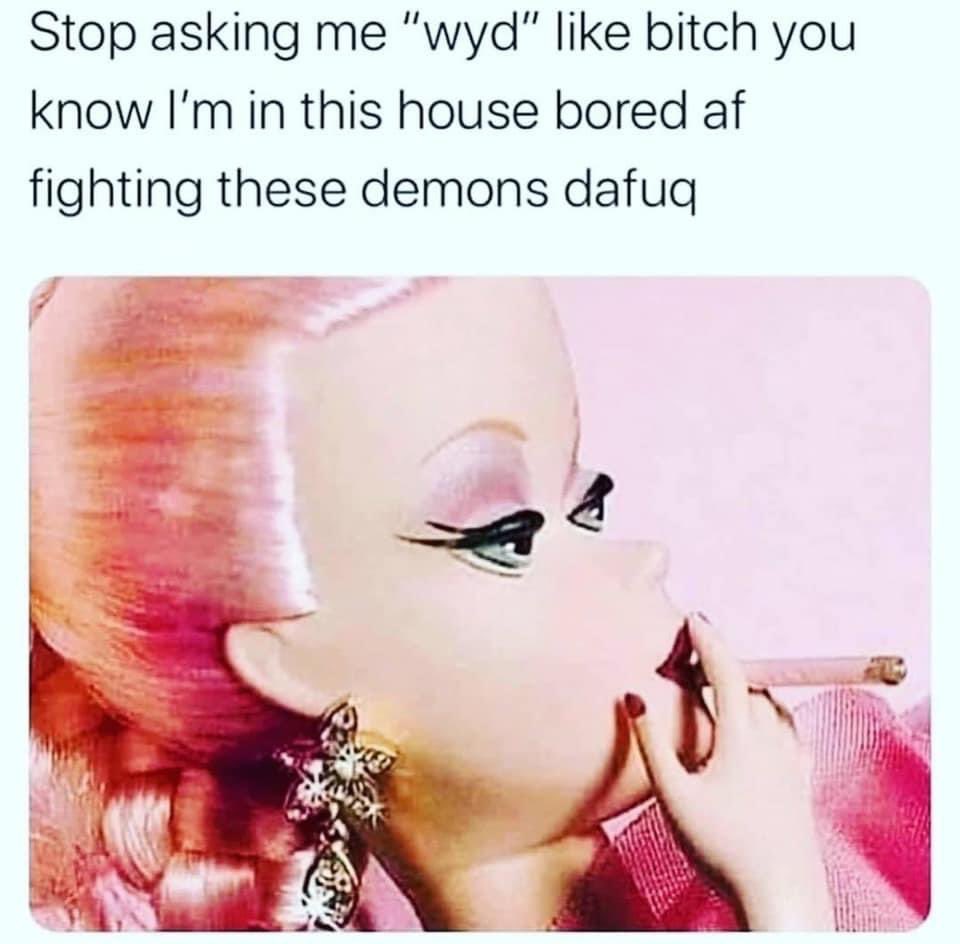 Stop asking me "wyd" like bitch you
know I'm in this house bored af
fighting these demons dafuq